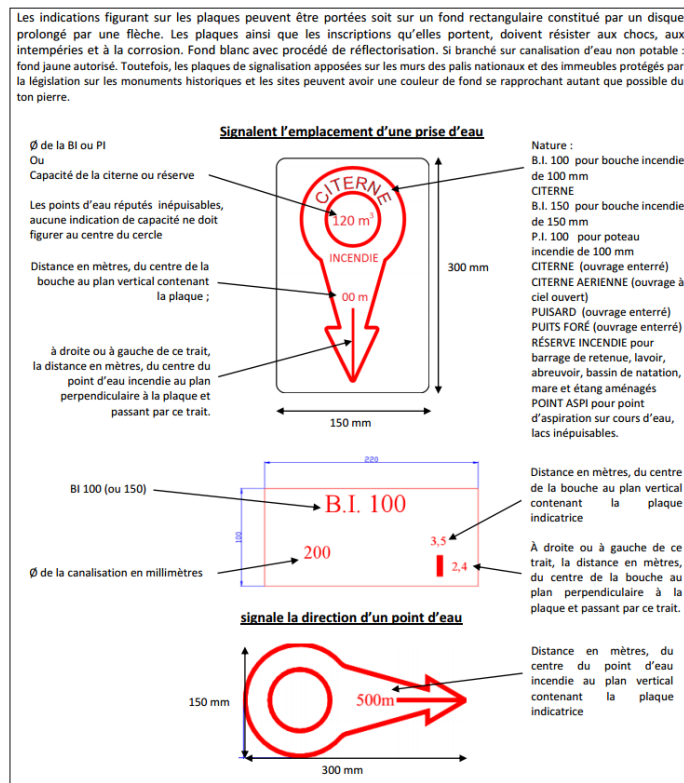 Les indications figurant sur les plaques peuvent être portées soit sur un fond rectangulaire constitué par un disque
prolongé par une flèche. Les plaques ainsi que les inscriptions qu'elles portent, doivent résister aux chocs, aux
intempéries et à la corrosion. Fond blanc avec procédé de réflectorisation. Si branché sur canalisation d'eau non potable :
fond jaune autorisé. Toutefois, les plaques de signalisation apposées sur les murs des palis nationaux et des immeubles protégés par
la législation sur les monuments historiques et les sites peuvent avoir une couleur de fond se rapprochant autant que possible du
ton pierre.
Signalent l'emplacement d'une prise d'eau
Ø de la BI ou PI
Ou
Capacité de la citerne ou réserve
Les points d'eau réputés inépuisables,
aucune indication de capacité ne doit
figurer au centre du cercle
Distance en mètres, du centre de la
bouche au plan vertical contenant
la plaque ;
à droite ou à gauche de ce trait,
la distance en mètres, du centre
du point d'eau incendie au plan
perpendiculaire à la plaque et
passant par ce trait.
CITERNE
120 m³
INCENDIE
00 m
300 mm
150 mm
Nature :
B.I. 100 pour bouche incendie
de 100 mm
CITERNE
B.I. 150 pour bouche incendie
de 150 mm
P.I. 100 pour poteau
incendie de 100 mm
CITERNE (ouvrage enterré)
CITERNE AERIENNE (ouvrage à
ciel ouvert)
PUISARD (ouvrage enterré)
PUITS FORÉ (ouvrage enterré)
RÉSERVE INCENDIE pour
barrage de retenue, lavoir,
abreuvoir, bassin de natation,
mare et étang aménagés
POINT ASPI pour point
d'aspiration sur cours d'eau,
lacs inépuisables.
BI 100 (ou 150)
Ø de la canalisation en millimètres
220
100
B.I. 100
200
3,5
2,4
Distance en mètres, du centre
de la bouche au plan vertical
contenant la plaque
indicatrice
À droite ou à gauche de ce
trait, la distance en mètres,
du centre de la bouche au
plan perpendiculaire à la
plaque et passant par ce trait.
signale la direction d'un point d'eau
150 mm
500m
300 mm
Distance en mètres, du
centre du point d'eau
incendie au plan vertical
contenant la plaque
indicatrice